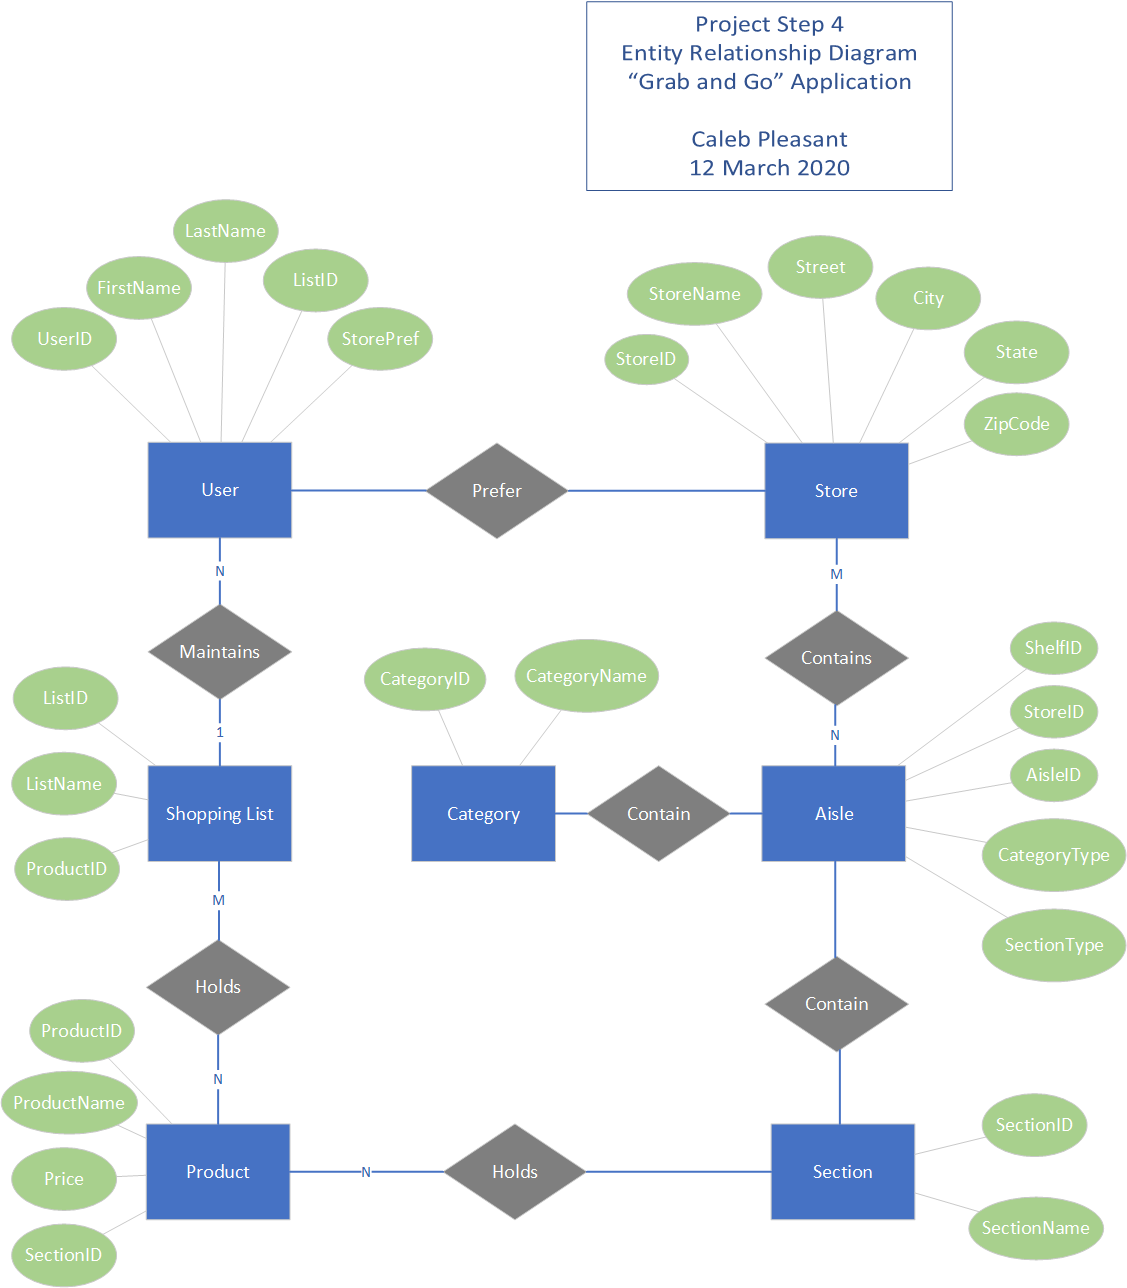 Project Step 4
Entity Relationship Diagram
“Grab and Go” Application
Caleb Pleasant
12 March 2020
LastName
FirstName
ListID
UserID
StorePref
Street
StoreName
City
StoreID
State
ZipCode
User
Prefer
Store
N
M
Maintains
Contains
ShelfID
CategoryID
CategoryName
ListID
StoreID
1
N
AisleID
ListName
Shopping List
Category
Contain
Aisle
ProductID
CategoryType
M
SectionType
Holds
Contain
ProductID
N
ProductName
SectionID
Product
N
Holds
Section
Price
SectionName
SectionID